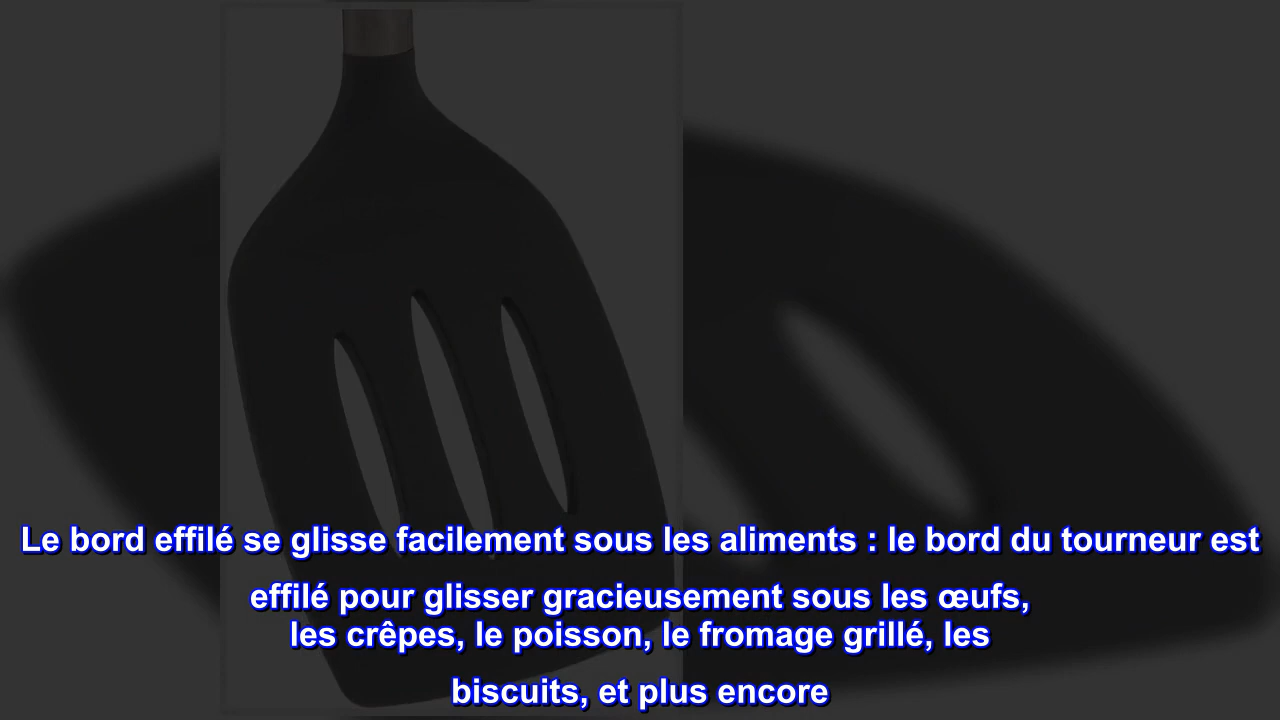 Le bord effilé se glisse facilement sous les aliments : le bord du tourneur est
effilé pour glisser gracieusement sous les œufs,
les crêpes, le poisson, le fromage grillé, les
biscuits, et plus encore